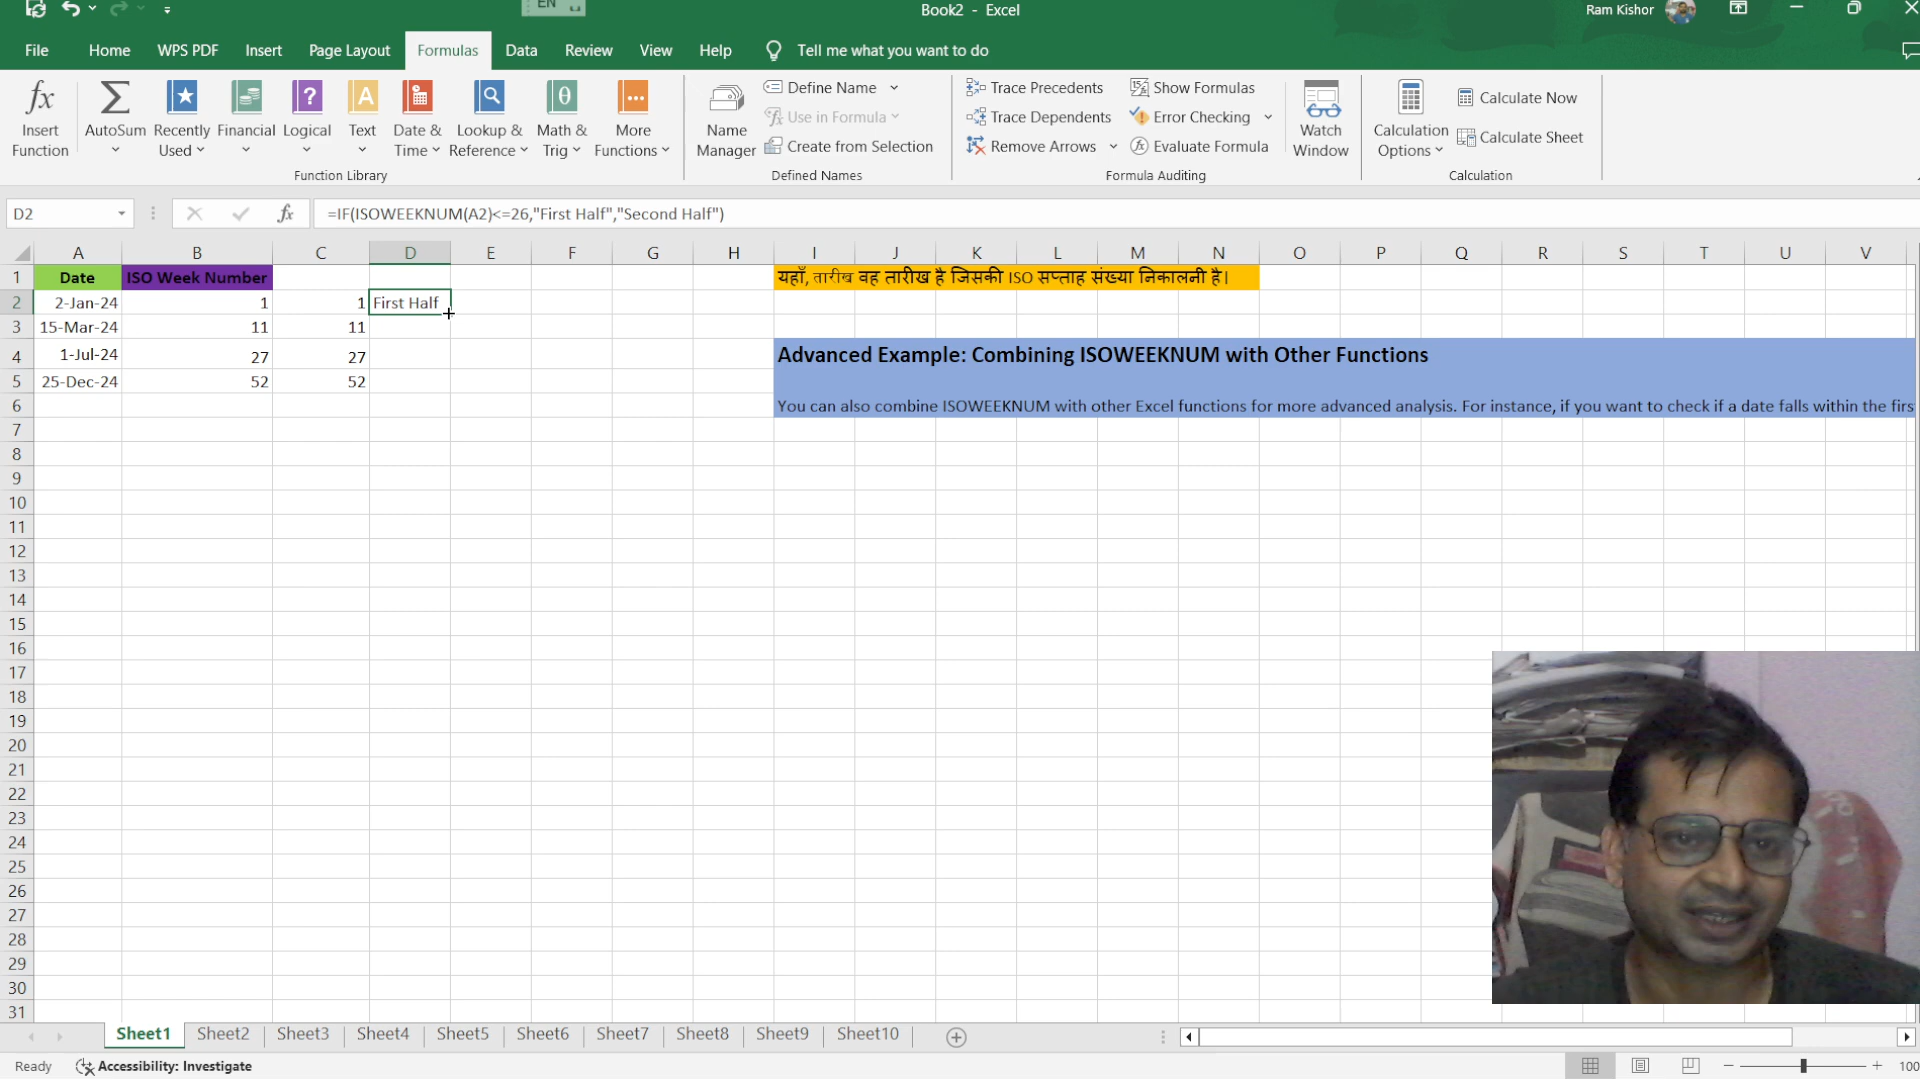 EN
Book2 - Excel
Ram Kishor
File Home WPS PDF Insert Page Layout Formulas Data Review View Help Tell me what you want to do
fx Insert Function
AutoSum
Recently Used
Financial
Logical
Text
Date & Time
Lookup & Reference
Math & Trig
More Functions
Function Library
Name Manager
Define Name
Use in Formula
Create from Selection
Defined Names
Trace Precedents
Trace Dependents
Remove Arrows
Show Formulas
Error Checking
Evaluate Formula
Formula Auditing
Watch Window
Calculation Options
Calculate Now
Calculate Sheet
Calculation
D2 fx =IF(ISOWEEKNUM(A2)<=26,"First Half","Second Half")
A B C D E F G H I J K L M N O P Q R S T U V
1 Date ISO Week Number यहाँ, तारीख वह तारीख है जिसकी ISO सप्ताह संख्या निकालनी है।
2 2-Jan-24 1 1 First Half
3 15-Mar-24 11 11
4 1-Jul-24 27 27 Advanced Example: Combining ISOWEEKNUM with Other Functions
5 25-Dec-24 52 52
6 You can also combine ISOWEEKNUM with other Excel functions for more advanced analysis. For instance, if you want to check if a date falls within the firs
7
8
9
10
11
12
13
14
15
16
17
18
19
20
21
22
23
24
25
26
27
28
29
30
31
Sheet1 Sheet2 Sheet3 Sheet4 Sheet5 Sheet6 Sheet7 Sheet8 Sheet9 Sheet10
Ready Accessibility: Investigate 100